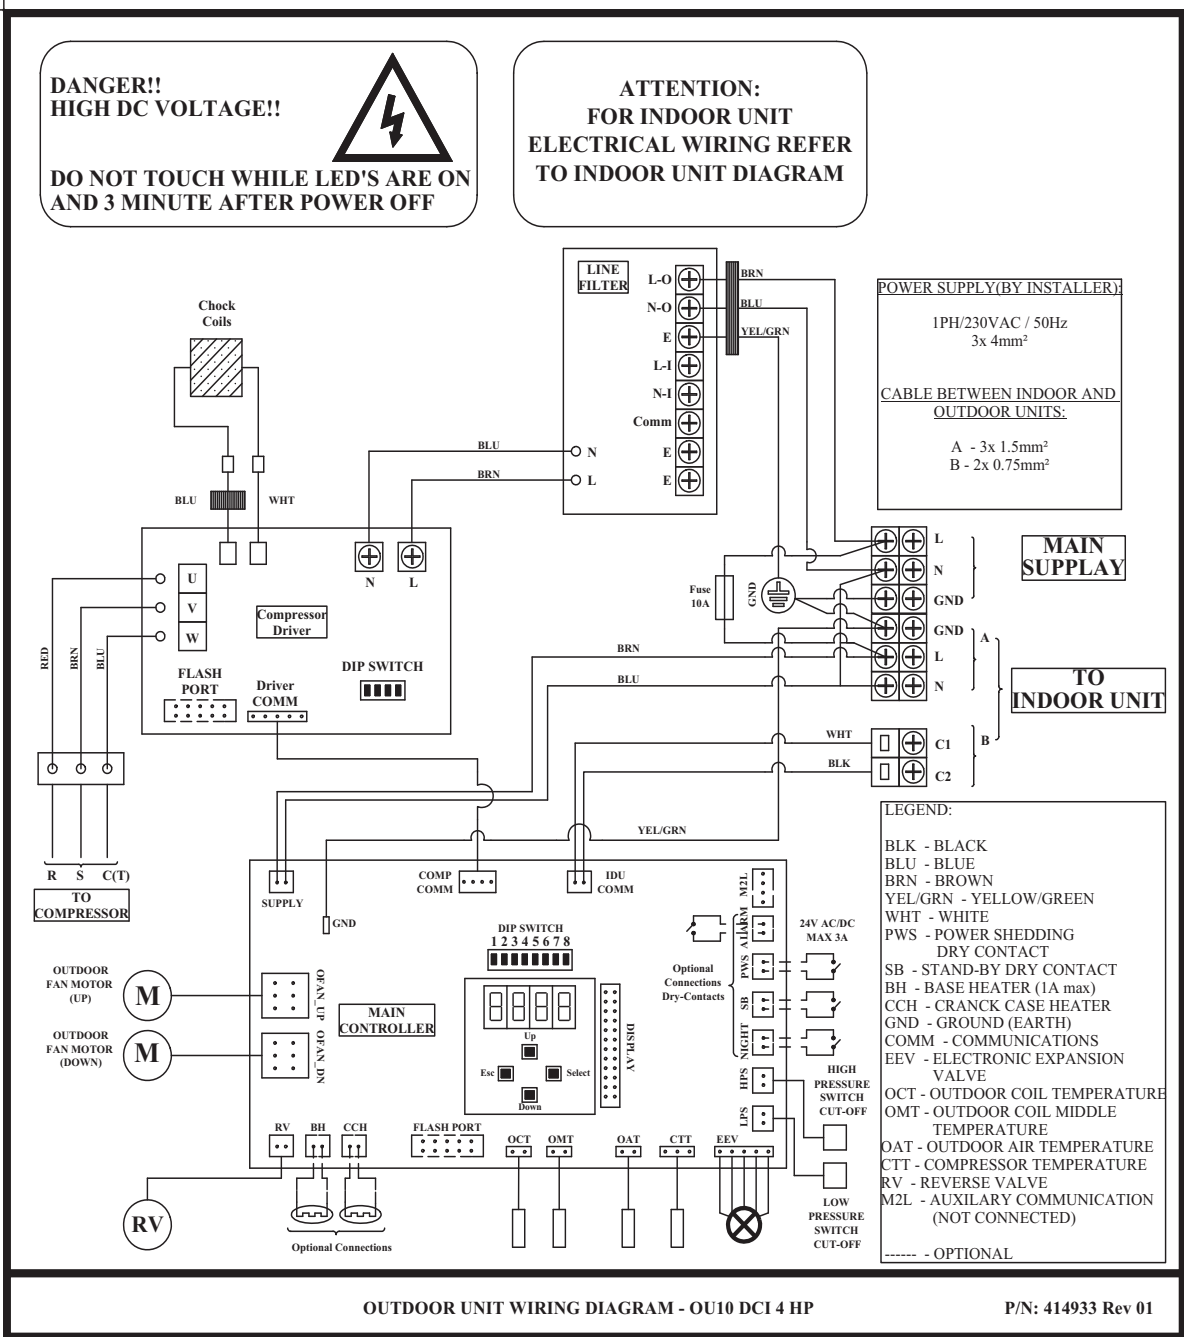 DANGER!!
HIGH DC VOLTAGE!!
DO NOT TOUCH WHILE LED'S ARE ON
AND 3 MINUTE AFTER POWER OFF
ATTENTION:
FOR INDOOR UNIT
ELECTRICAL WIRING REFER
TO INDOOR UNIT DIAGRAM
LINE
FILTER
L-O
N-O
E
L-I
N-I
Comm
E
E
N
L
BRN
BLU
YEL/GRN
POWER SUPPLY(BY INSTALLER):
1PH/230VAC / 50Hz
3x 4mm²
CABLE BETWEEN INDOOR AND
OUTDOOR UNITS:
A - 3x 1.5mm²
B - 2x 0.75mm²
Chock
Coils
BLU
WHT
BLU
BRN
N
L
U
V
W
Compressor
Driver
FLASH
PORT
Driver
COMM
DIP SWITCH
RED
BRN
BLU
R S C(T)
TO
COMPRESSOR
Fuse
10A
GND
L
N
GND
GND
L
N
C1
C2
A
B
MAIN
SUPPLAY
TO
INDOOR UNIT
BRN
BLU
WHT
BLK
YEL/GRN
SUPPLY
GND
COMP
COMM
IDU
COMM
M2L
ALARM
PWS
SB
NIGHT
HPS
LPS
24V AC/DC
MAX 3A
Optional
Connections
Dry-Contacts
DIP SWITCH
1 2 3 4 5 6 7 8
OUTDOOR
FAN MOTOR
(UP)
M
OUTDOOR
FAN MOTOR
(DOWN)
M
OFAN_UP
OFAN_DN
MAIN
CONTROLLER
8 8 8 8
Up
Esc
Select
Down
DISPLAY
HIGH
PRESSURE
SWITCH
CUT-OFF
LOW
PRESSURE
SWITCH
CUT-OFF
RV
BH
CCH
FLASH PORT
OCT
OMT
OAT
CTT
EEV
RV
Optional Connections
LEGEND:
BLK - BLACK
BLU - BLUE
BRN - BROWN
YEL/GRN - YELLOW/GREEN
WHT - WHITE
PWS - POWER SHEDDING
DRY CONTACT
SB - STAND-BY DRY CONTACT
BH - BASE HEATER (1A max)
CCH - CRANCK CASE HEATER
GND - GROUND (EARTH)
COMM - COMMUNICATIONS
EEV - ELECTRONIC EXPANSION
VALVE
OCT - OUTDOOR COIL TEMPERATURE
OMT - OUTDOOR COIL MIDDLE
TEMPERATURE
OAT - OUTDOOR AIR TEMPERATURE
CTT - COMPRESSOR TEMPERATURE
RV - REVERSE VALVE
M2L - AUXILARY COMMUNICATION
(NOT CONNECTED)
------ - OPTIONAL
OUTDOOR UNIT WIRING DIAGRAM - OU10 DCI 4 HP
P/N: 414933 Rev 01